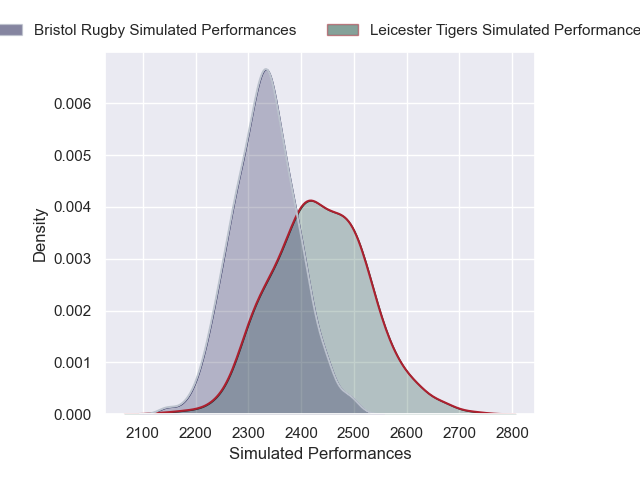 Bristol Rugby Simulated Performances
Leicester Tigers Simulated Performance
0.006
0.005
0.004
0.003
0.002
0.001
0.000
Density
2100 2200 2300 2400 2500 2600 2700 2800
Simulated Performances